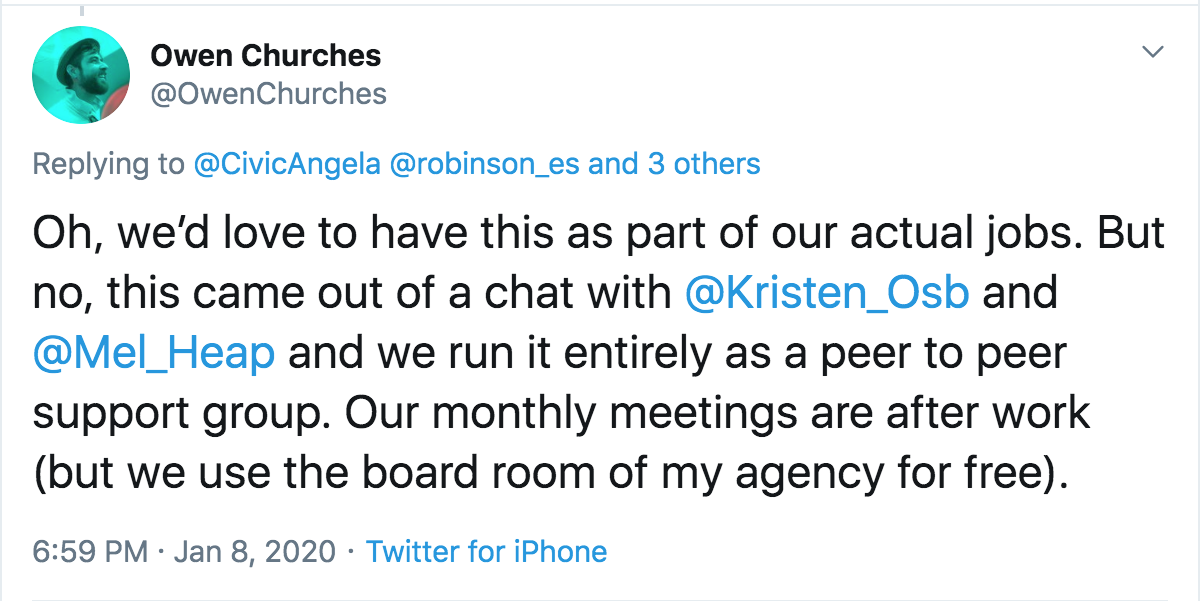 Owen Churches
@OwenChurches
Replying to @CivicAngela @robinson_es and 3 others
Oh, we’d love to have this as part of our actual jobs. But
no, this came out of a chat with @Kristen_Osb and
@Mel_Heap and we run it entirely as a peer to peer
support group. Our monthly meetings are after work
(but we use the board room of my agency for free).
6:59 PM · Jan 8, 2020 · Twitter for iPhone